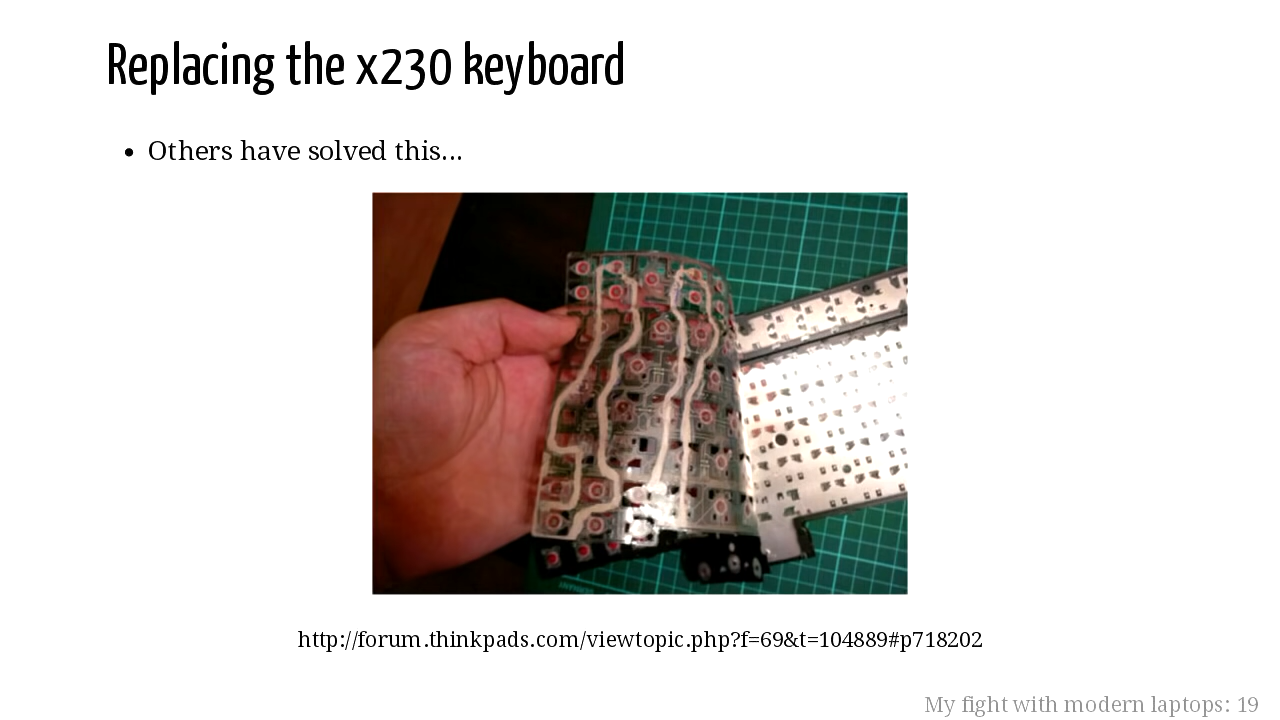 Replacing the x230 keyboard
• Others have solved this...
http://forum.thinkpads.com/viewtopic.php?f=69&t=104889#p718202
My fight with modern laptops: 19